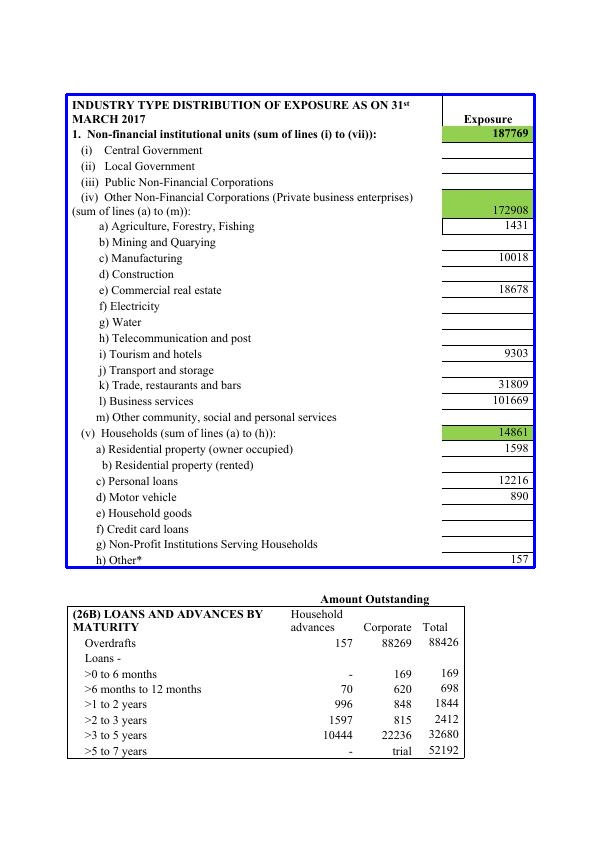 INDUSTRY TYPE DISTRIBUTION OF EXPOSURE AS ON 31st
MARCH 2017 Exposure
1. Non-financial institutional units (sum of lines (i) to (vii)): 187769
(i) Central Government
(ii) Local Government
(iii) Public Non-Financial Corporations
(iv) Other Non-Financial Corporations (Private business enterprises)
(sum of lines (a) to (m)): 172908
a) Agriculture, Forestry, Fishing 1431
b) Mining and Quarying
c) Manufacturing 10018
d) Construction
e) Commercial real estate 18678
f) Electricity
g) Water
h) Telecommunication and post
i) Tourism and hotels 9303
j) Transport and storage
k) Trade, restaurants and bars 31809
l) Business services 101669
m) Other community, social and personal services
(v) Households (sum of lines (a) to (h)): 14861
a) Residential property (owner occupied) 1598
b) Residential property (rented)
c) Personal loans 12216
d) Motor vehicle 890
e) Household goods
f) Credit card loans
g) Non-Profit Institutions Serving Households
h) Other* 157
Amount Outstanding
(26B) LOANS AND ADVANCES BY Household
MATURITY advances Corporate Total
Overdrafts 157 88269 88426
Loans -
>0 to 6 months - 169 169
>6 months to 12 months 70 620 698
>1 to 2 years 996 848 1844
>2 to 3 years 1597 815 2412
>3 to 5 years 10444 22236 32680
>5 to 7 years - trial 52192